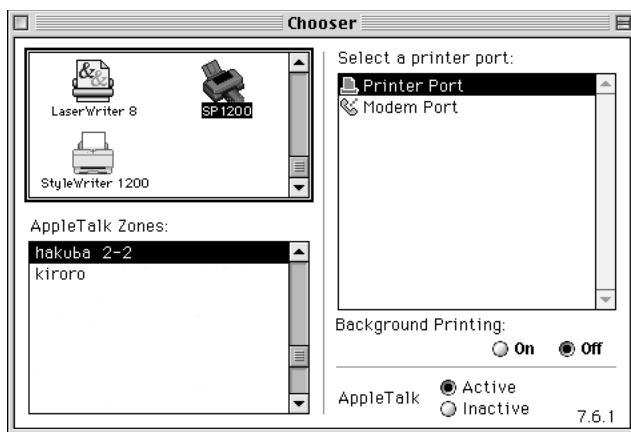 Chooser
LaserWriter 8
SP1200
StyleWriter 1200
AppleTalk Zones:
hakuba 2-2
kiroro
Select a printer port:
Printer Port
Modem Port
Background Printing:
On Off
AppleTalk
Active
Inactive
7.6.1